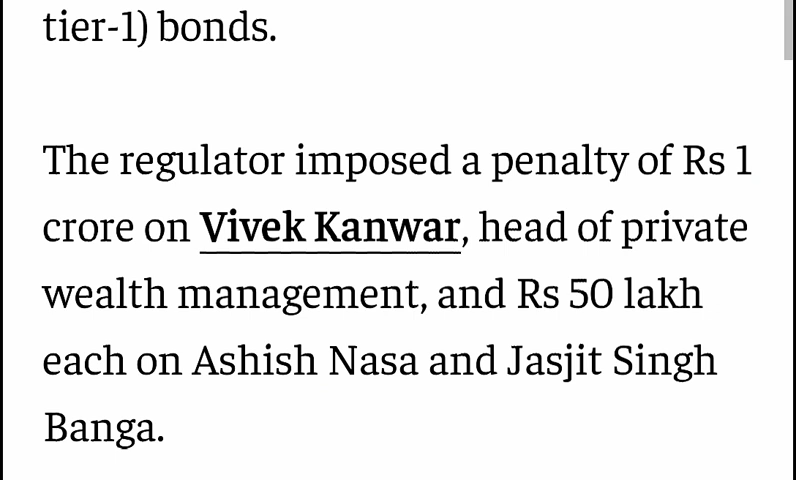 tier-1) bonds.
The regulator imposed a penalty of Rs 1
crore on Vivek Kanwar, head of private
wealth management, and Rs 50 lakh
each on Ashish Nasa and Jasjit Singh
Banga.